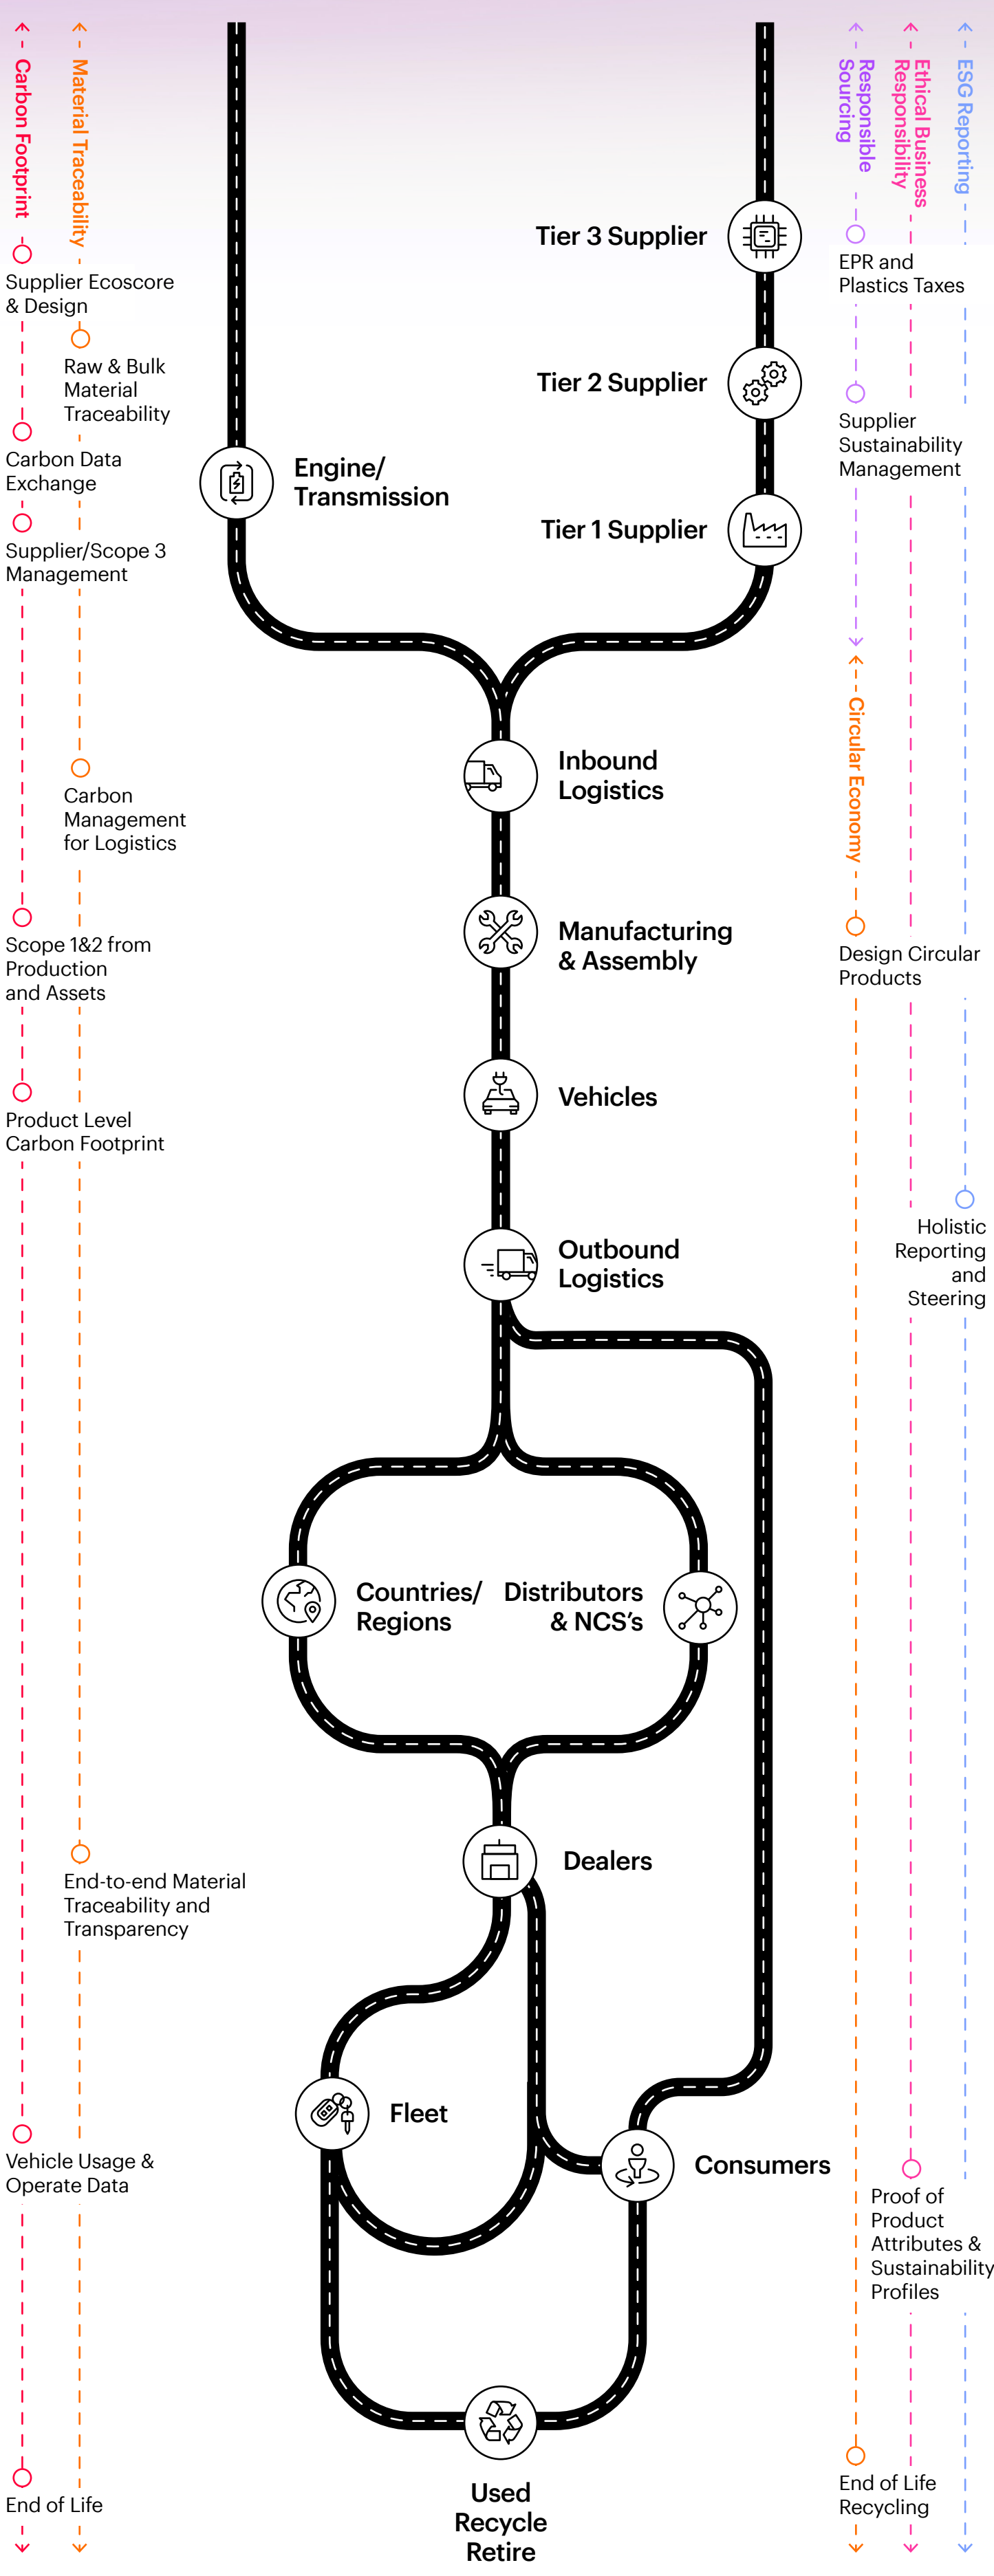 Carbon Footprint
Material Traceability
Responsible
Sourcing
Ethical Business
Responsibility
ESG Reporting
Tier 3 Supplier
EPR and
Plastics Taxes
Supplier Ecoscore
& Design
Raw & Bulk
Material
Traceability
Tier 2 Supplier
Supplier
Sustainability
Management
Carbon Data
Exchange
Engine/
Transmission
Tier 1 Supplier
Supplier/Scope 3
Management
Circular Economy
Inbound
Logistics
Carbon
Management
for Logistics
Manufacturing
& Assembly
Scope 1&2 from
Production
and Assets
Design Circular
Products
Vehicles
Product Level
Carbon Footprint
Holistic
Reporting
and
Steering
Outbound
Logistics
Countries/
Regions
Distributors
& NCS’s
Dealers
End-to-end Material
Traceability and
Transparency
Fleet
Vehicle Usage &
Operate Data
Consumers
Proof of
Product
Attributes &
Sustainability
Profiles
End of Life
Used
Recycle
Retire
End of Life
Recycling